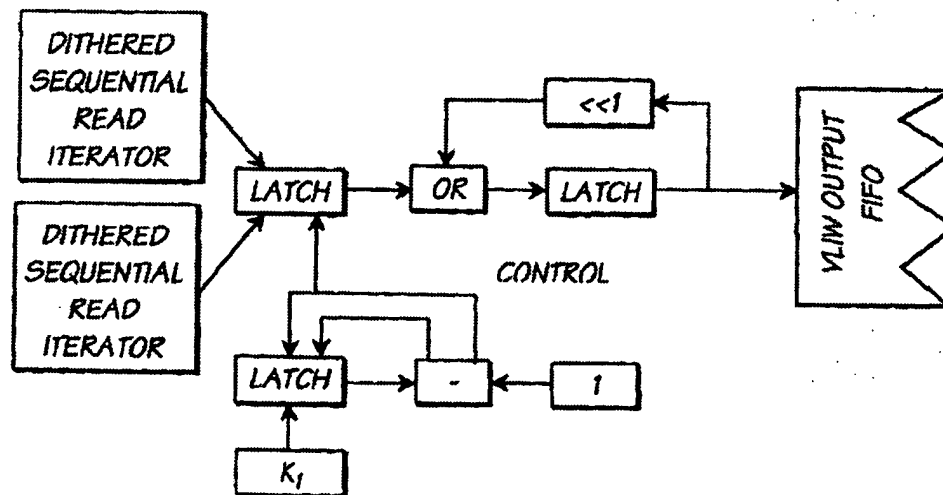 DITHERED
SEQUENTIAL
READ
ITERATOR
<<1
LATCH
OR
LATCH
VLIW OUTPUT
FIFO
DITHERED
SEQUENTIAL
READ
ITERATOR
CONTROL
LATCH
-
1
K₁